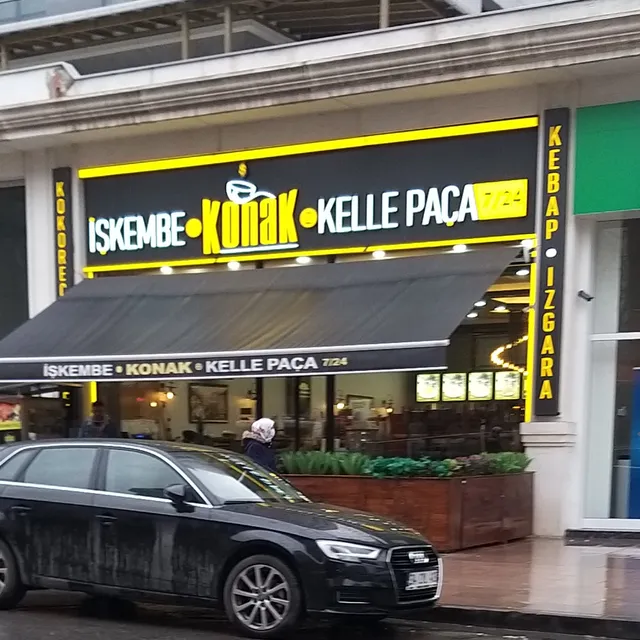 İŞKEMBE • KONAK • KELLE PAÇA 7/24
KOKOREÇ
KEBAP • IZGARA
İŞKEMBE • KONAK • KELLE PAÇA 7/24